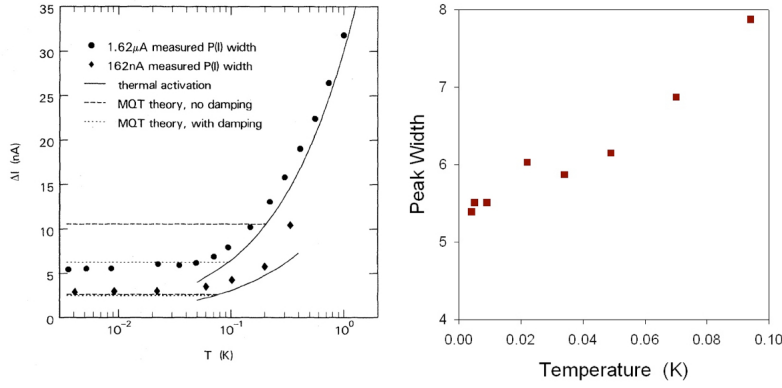 35
30
25
20
15
10
5
0
ΔI (nA)
● 1.62μA measured P(I) width
◆ 162nA measured P(I) width
— thermal activation
--- MQT theory, no damping
····· MQT theory, with damping
10⁻² 10⁻¹ 10⁰
T (K)
8
7
6
5
4
Peak Width
0.00 0.02 0.04 0.06 0.08 0.10
Temperature (K)